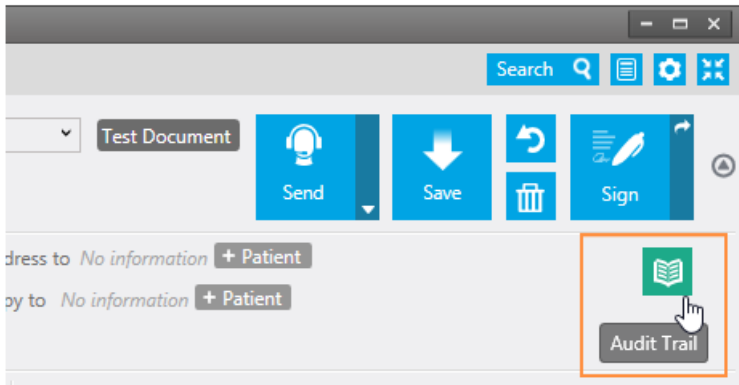 Search
Test Document
Send
Save
Sign
dress to No information + Patient
py to No information + Patient
Audit Trail